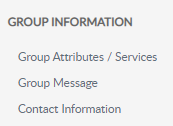 GROUP INFORMATION
Group Attributes / Services
Group Message
Contact Information